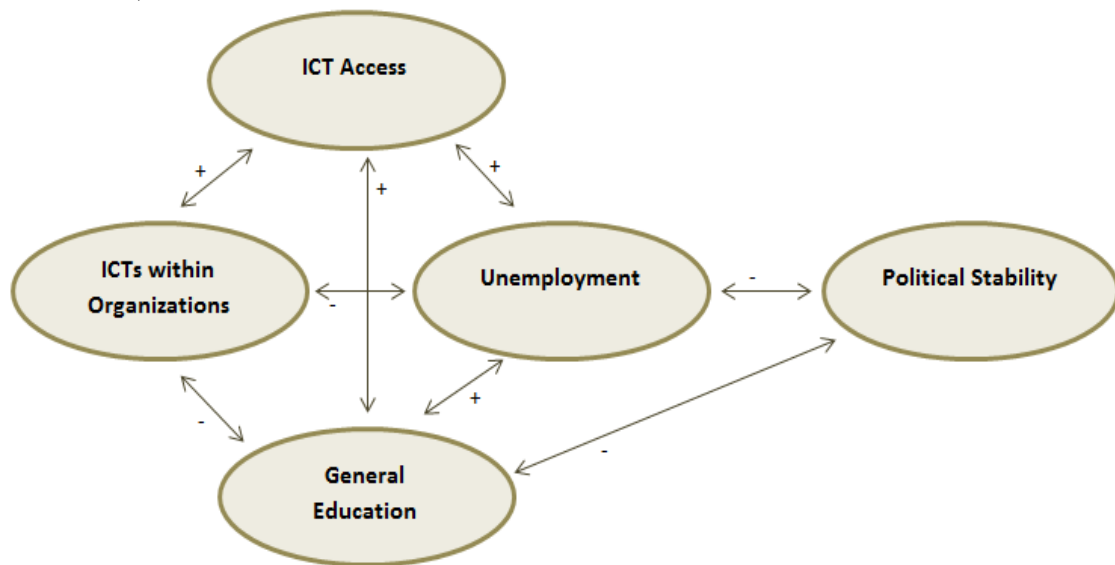 ICT Access
+
+
+
ICTs within
Organizations
-
Unemployment
-
Political Stability
-
+
-
General
Education